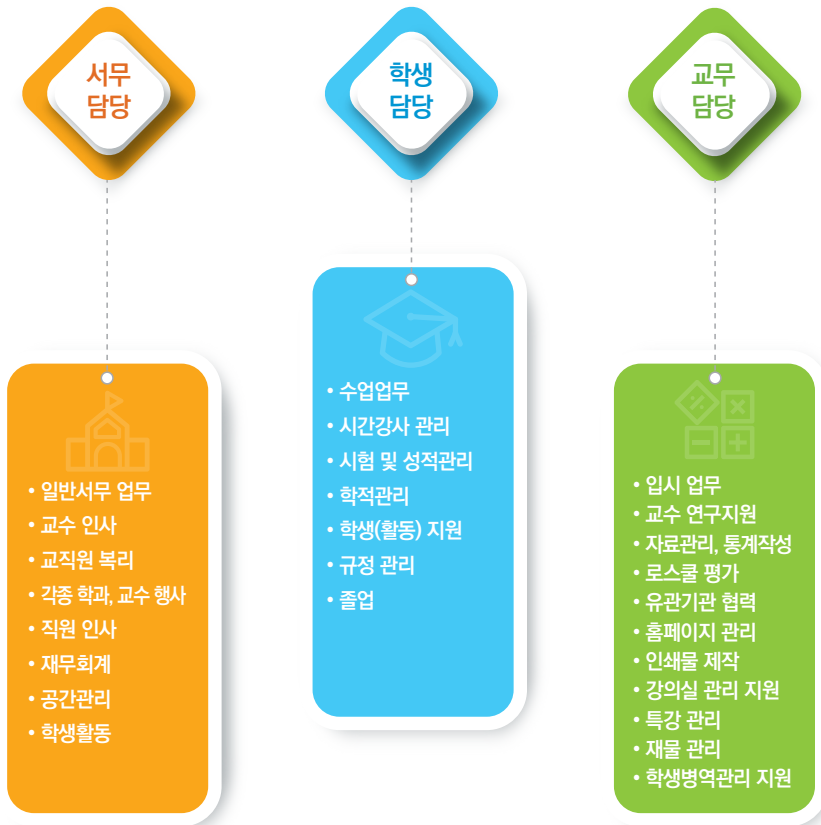 서무
담당
• 일반서무 업무
• 교수 인사
• 교직원 복리
• 각종 학과, 교수 행사
• 직원 인사
• 재무회계
• 공간관리
• 학생활동
학생
담당
• 수업업무
• 시간강사 관리
• 시험 및 성적관리
• 학적관리
• 학생(활동) 지원
• 규정 관리
• 졸업
교무
담당
• 입시 업무
• 교수 연구지원
• 자료관리, 통계작성
• 로스쿨 평가
• 유관기관 협력
• 홈페이지 관리
• 인쇄물 제작
• 강의실 관리 지원
• 특강 관리
• 재물 관리
• 학생병역관리 지원